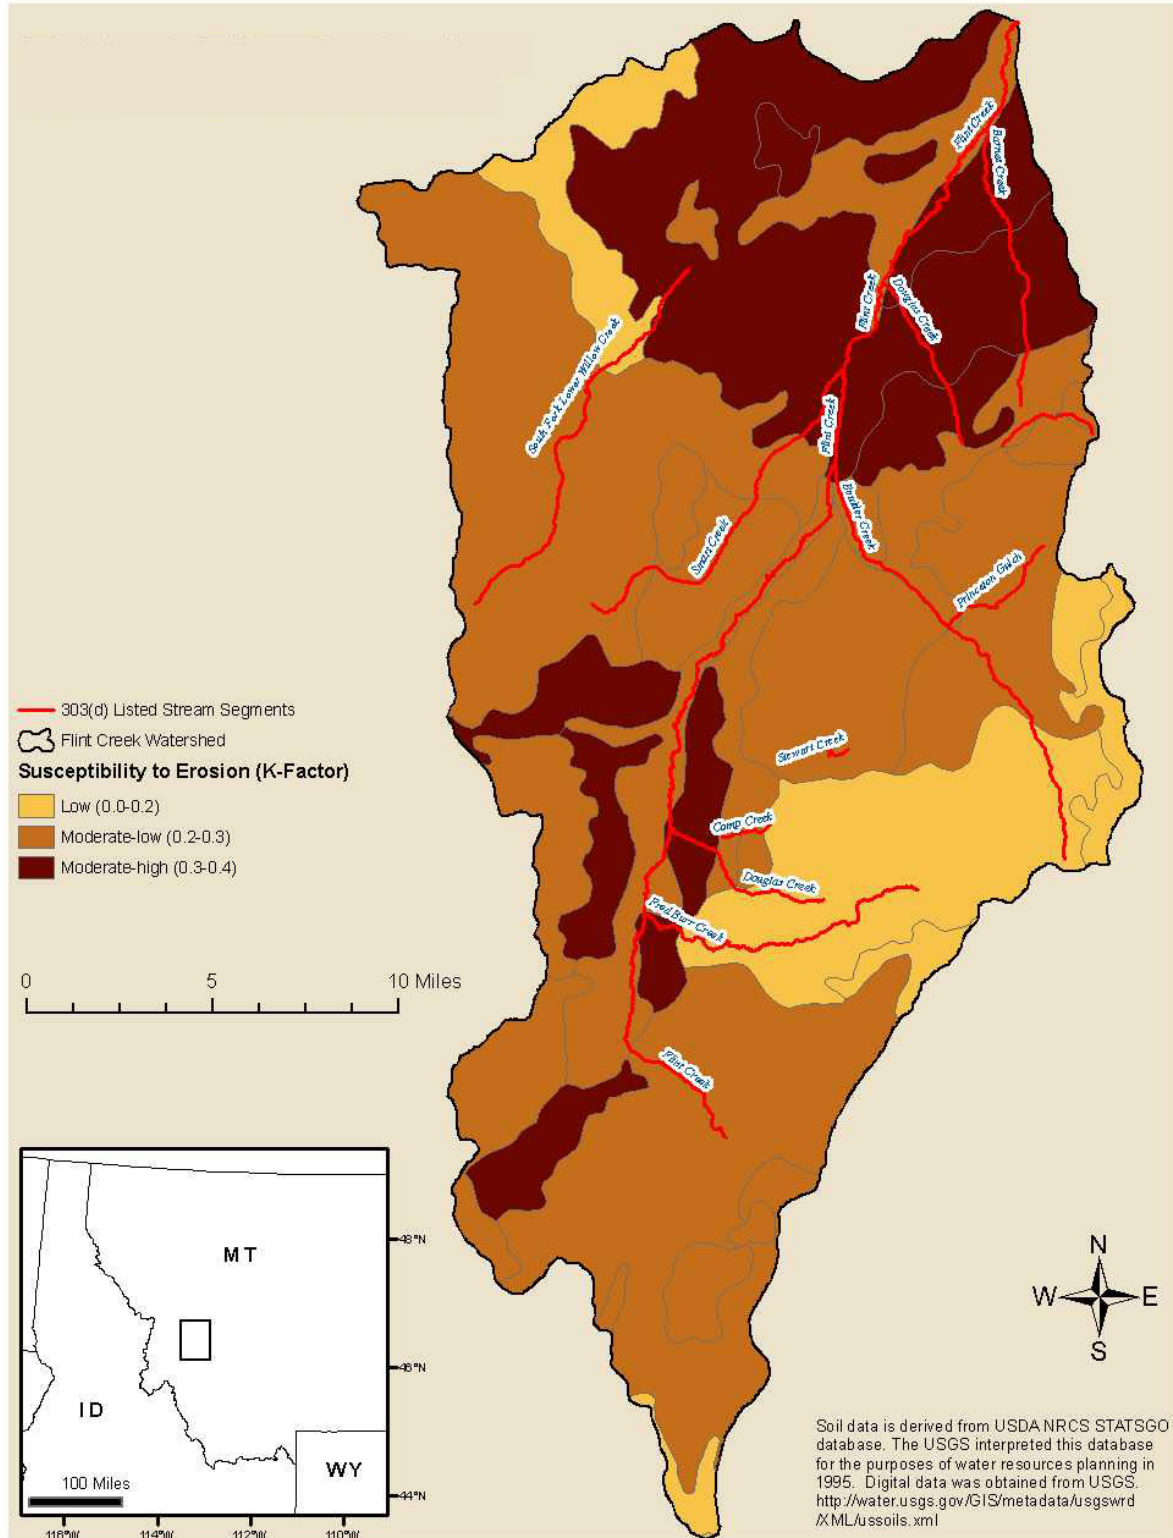 Flint Creek
Barnes Creek
Flint Creek
Douglas Creek
South Fork Lower Willow Creek
Flint Creek
Boulder Creek
Smart Creek
Princeton Gulch
303(d) Listed Stream Segments
Flint Creek Watershed
Susceptibility to Erosion (K-Factor)
Low (0.0-0.2)
Moderate-low (0.2-0.3)
Moderate-high (0.3-0.4)
Stewart Creek
Camp Creek
Douglas Creek
Fred Burr Creek
0 5 10 Miles
Flint Creek
MT
ID
WY
100 Miles
48°N
46°N
44°N
116°W 114°W 112°W 110°W
N
W E
S
Soil data is derived from USDA NRCS STATSGO
database. The USGS interpreted this database
for the purposes of water resources planning in
1995. Digital data was obtained from USGS.
http://water.usgs.gov/GIS/metadata/usgswrd
/XML/ussoils.xml